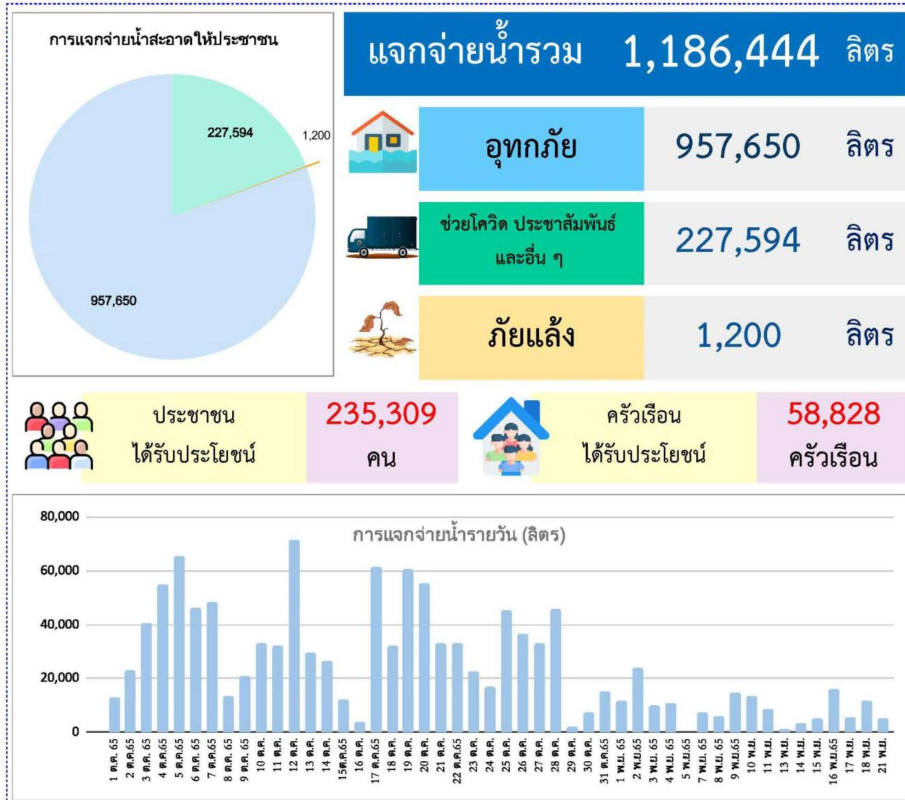 การแจกจ่ายน้ำสะอาดให้ประชาชน
227,594
1,200
957,650
แจกจ่ายน้ำรวม 1,186,444 ลิตร
อุทกภัย 957,650 ลิตร
ช่วยโควิด ประชาสัมพันธ์
และอื่น ๆ
227,594 ลิตร
ภัยแล้ง 1,200 ลิตร
ประชาชน
ได้รับประโยชน์
235,309
คน
ครัวเรือน
ได้รับประโยชน์
58,828
ครัวเรือน
การแจกจ่ายน้ำรายวัน (ลิตร)
80,000
60,000
40,000
20,000
0
1 ต.ค. 65
2 ต.ค.65
3 ต.ค. 65
4 ต.ค.65
5 ต.ค.65
6 ต.ค. 65
7 ต.ค.65
8 ต.ค. 65
9 ต.ค. 65
10 ต.ค.
11 ต.ค.
12 ต.ค.
13 ต.ค.
14 ต.ค.
15ต.ค.65
16 ต.ค.
17 ต.ค.65
18 ต.ค.
19 ต.ค.
20 ต.ค.
21 ต.ค.
22 ต.ค.65
23 ต.ค.
24 ต.ค.
25 ต.ค.
26 ต.ค.
27 ต.ค.
28 ต.ค.
29 ต.ค.
30 ต.ค.
31 ต.ค.65
1 พ.ย. 65
2 พ.ย.65
3 พ.ย. 65
4 พ.ย. 65
5 พ.ย.65
7 พ.ย. 65
8 พ.ย. 65
9 พ.ย.65
10 พ.ย.
11 พ.ย.
13 พ.ย.
14 พ.ย.
15 พ.ย.
16 พ.ย.65
17 พ.ย.
18 พ.ย.
21 พ.ย.